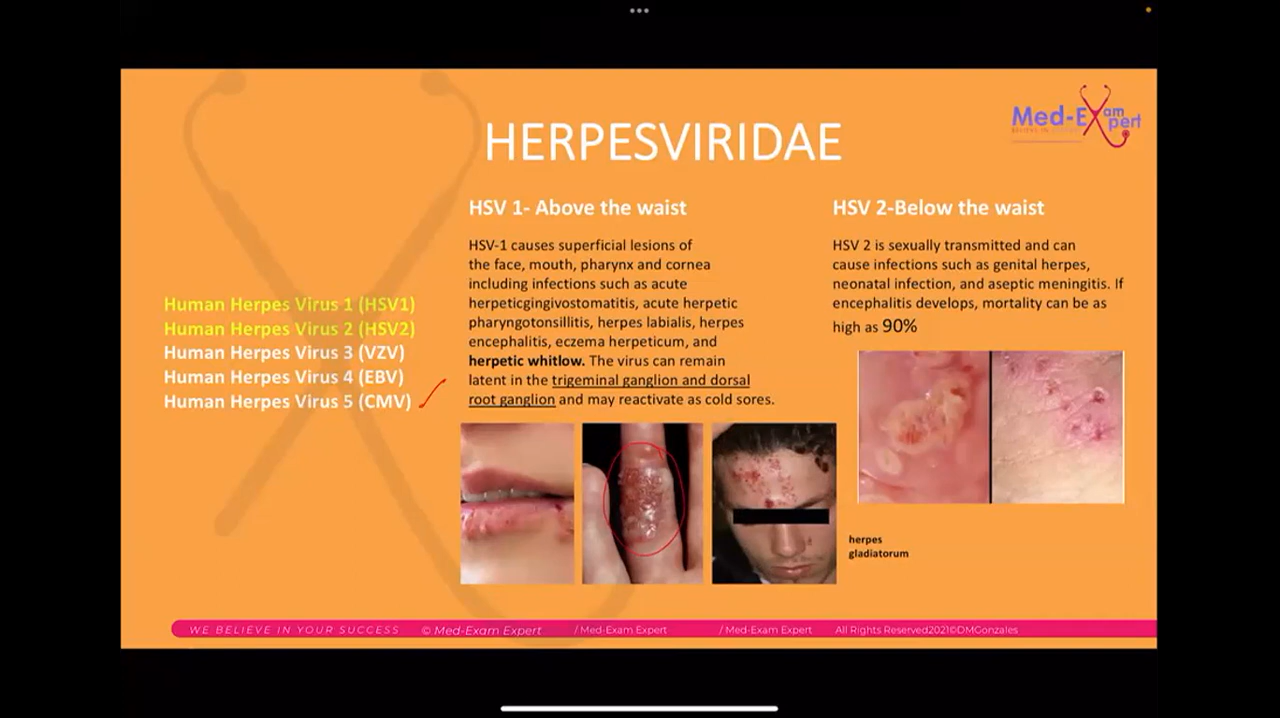 HERPESVIRIDAE
Med-Exam
pert
Human Herpes Virus 1 (HSV1)
Human Herpes Virus 2 (HSV2)
Human Herpes Virus 3 (VZV)
Human Herpes Virus 4 (EBV)
Human Herpes Virus 5 (CMV)
HSV 1- Above the waist
HSV-1 causes superficial lesions of
the face, mouth, pharynx and cornea
including infections such as acute
herpeticgingivostomatitis, acute herpetic
pharyngotonsillitis, herpes labialis, herpes
encephalitis, eczema herpeticum, and
herpetic whitlow. The virus can remain
latent in the trigeminal ganglion and dorsal
root ganglion and may reactivate as cold sores.
HSV 2-Below the waist
HSV 2 is sexually transmitted and can
cause infections such as genital herpes,
neonatal infection, and aseptic meningitis. If
encephalitis develops, mortality can be as
high as 90%
herpes
gladiatorum
WE BELIEVE IN YOUR SUCCESS © Med-Exam Expert / Med-Exam Expert / Med-Exam Expert All Rights Reserved2021©DMGonzales